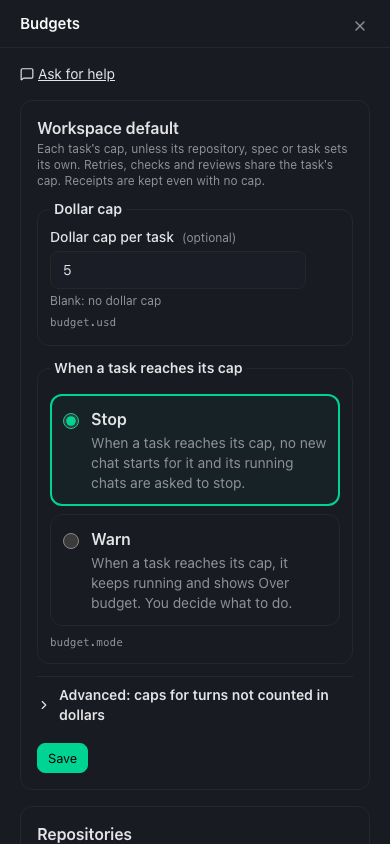 Budgets
Ask for help
Workspace default
Each task's cap, unless its repository, spec or task sets
its own. Retries, checks and reviews share the task's
cap. Receipts are kept even with no cap.
Dollar cap
Dollar cap per task (optional)
5
Blank: no dollar cap
budget.usd
When a task reaches its cap
Stop
When a task reaches its cap, no new
chat starts for it and its running
chats are asked to stop.
Warn
When a task reaches its cap, it
keeps running and shows Over
budget. You decide what to do.
budget.mode
Advanced: caps for turns not counted in
dollars
Save
Repositories